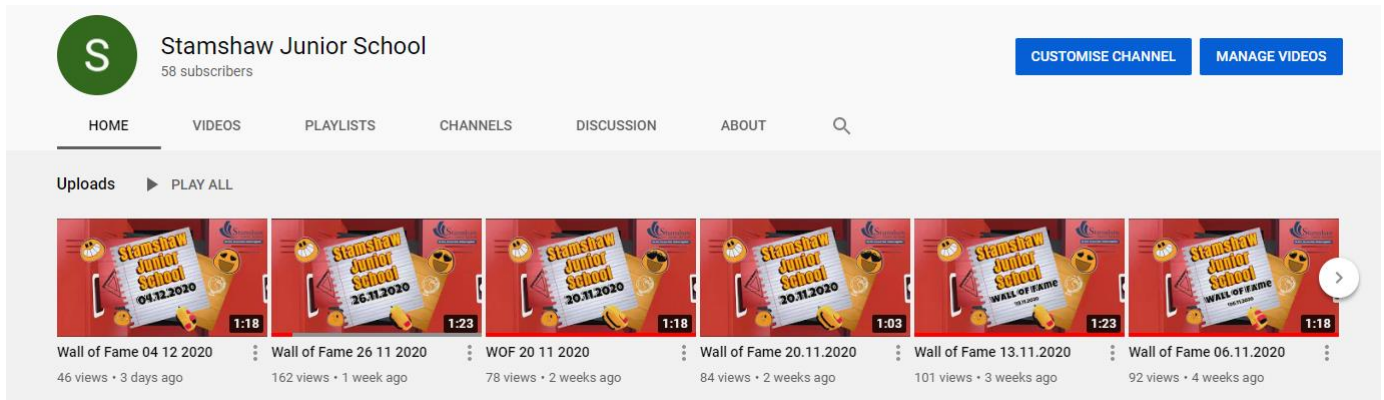 S
Stamshaw Junior School
58 subscribers
CUSTOMISE CHANNEL
MANAGE VIDEOS
HOME
VIDEOS
PLAYLISTS
CHANNELS
DISCUSSION
ABOUT
Uploads
PLAY ALL
Stamshaw
Junior
School
04.12.2020
1:18
Stamshaw
Junior
School
26.11.2020
1:23
Stamshaw
Junior
School
20.11.2020
1:18
Stamshaw
Junior
School
20.11.2020
1:03
Stamshaw
Junior
School
WALL OF FAME
1:23
Stamshaw
Junior
School
WALL OF FAME
1:18
Wall of Fame 04 12 2020
46 views • 3 days ago
Wall of Fame 26 11 2020
162 views • 1 week ago
WOF 20 11 2020
78 views • 2 weeks ago
Wall of Fame 20.11.2020
84 views • 2 weeks ago
Wall of Fame 13.11.2020
101 views • 3 weeks ago
Wall of Fame 06.11.2020
92 views • 4 weeks ago